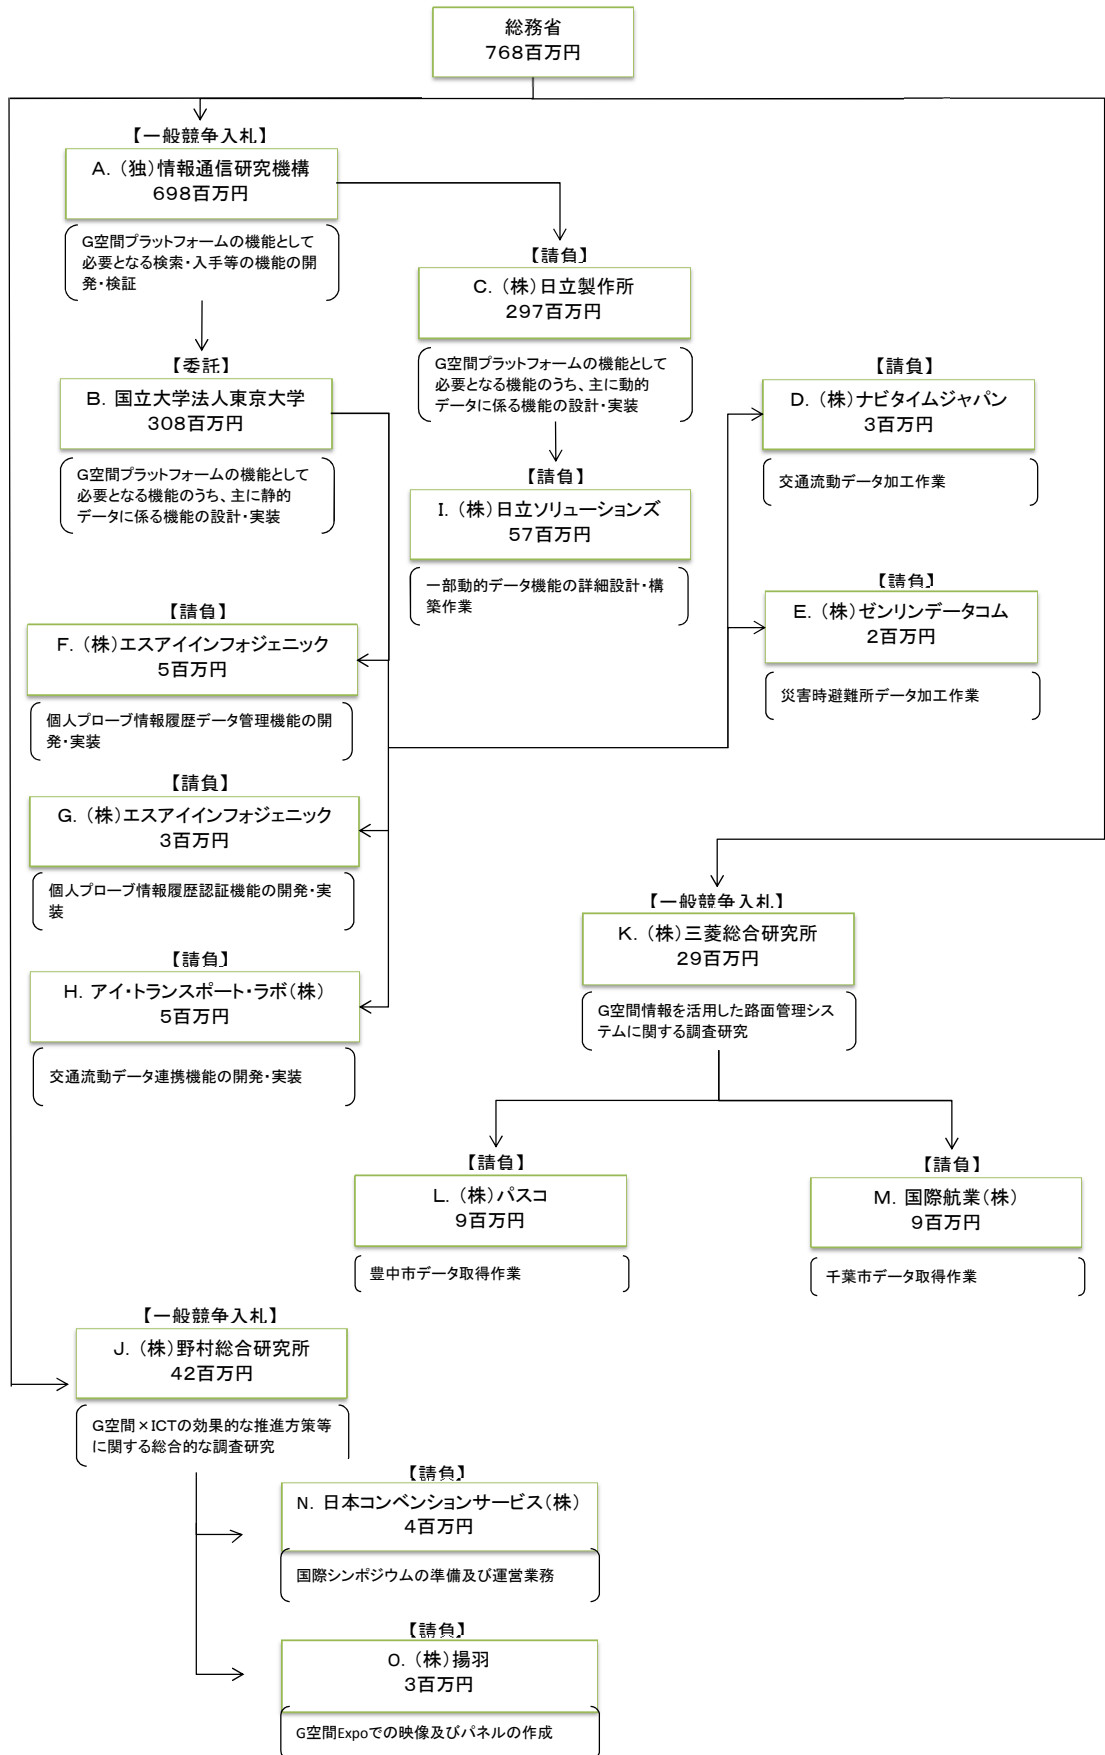 総務省
768百万円
【一般競争入札】
A. (独)情報通信研究機構
698百万円
G空間プラットフォームの機能として
必要となる検索・入手等の機能の開
発・検証
【請負】
C. (株)日立製作所
297百万円
G空間プラットフォームの機能として
必要となる機能のうち、主に動的
データに係る機能の設計・実装
【委託】
B. 国立大学法人東京大学
308百万円
G空間プラットフォームの機能として
必要となる機能のうち、主に静的
データに係る機能の設計・実装
【請負】
D. (株)ナビタイムジャパン
3百万円
交通流動データ加工作業
【請負】
I. (株)日立ソリューションズ
57百万円
一部動的データ機能の詳細設計・構
築作業
【請負】
E. (株)ゼンリンデータコム
2百万円
災害時避難所データ加工作業
【請負】
F. (株)エスアイインフォジェニック
5百万円
個人プローブ情報履歴データ管理機能の開
発・実装
【請負】
G. (株)エスアイインフォジェニック
3百万円
個人プローブ情報履歴認証機能の開発・実
装
【請負】
H. アイ・トランスポート・ラボ(株)
5百万円
交通流動データ連携機能の開発・実装
【一般競争入札】
K. (株)三菱総合研究所
29百万円
G空間情報を活用した路面管理シス
テムに関する調査研究
【請負】
L. (株)パスコ
9百万円
豊中市データ取得作業
【請負】
M. 国際航業(株)
9百万円
千葉市データ取得作業
【一般競争入札】
J. (株)野村総合研究所
42百万円
G空間×ICTの効果的な推進方策等
に関する総合的な調査研究
【請負】
N. 日本コンベンションサービス(株)
4百万円
国際シンポジウムの準備及び運営業務
【請負】
O. (株)揚羽
3百万円
G空間Expoでの映像及びパネルの作成